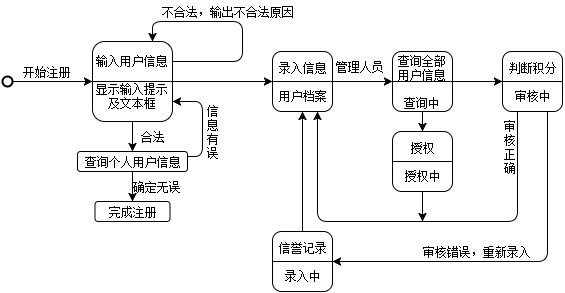 不合法，输出不合法原因
开始注册
输入用户信息
显示输入提示
及文本框
录入信息
用户档案
管理人员
查询全部
用户信息
查询中
判断积分
审核中
信息有误
合法
查询个人用户信息
确定无误
完成注册
授权
授权中
审核正确
信誉记录
录入中
审核错误，重新录入